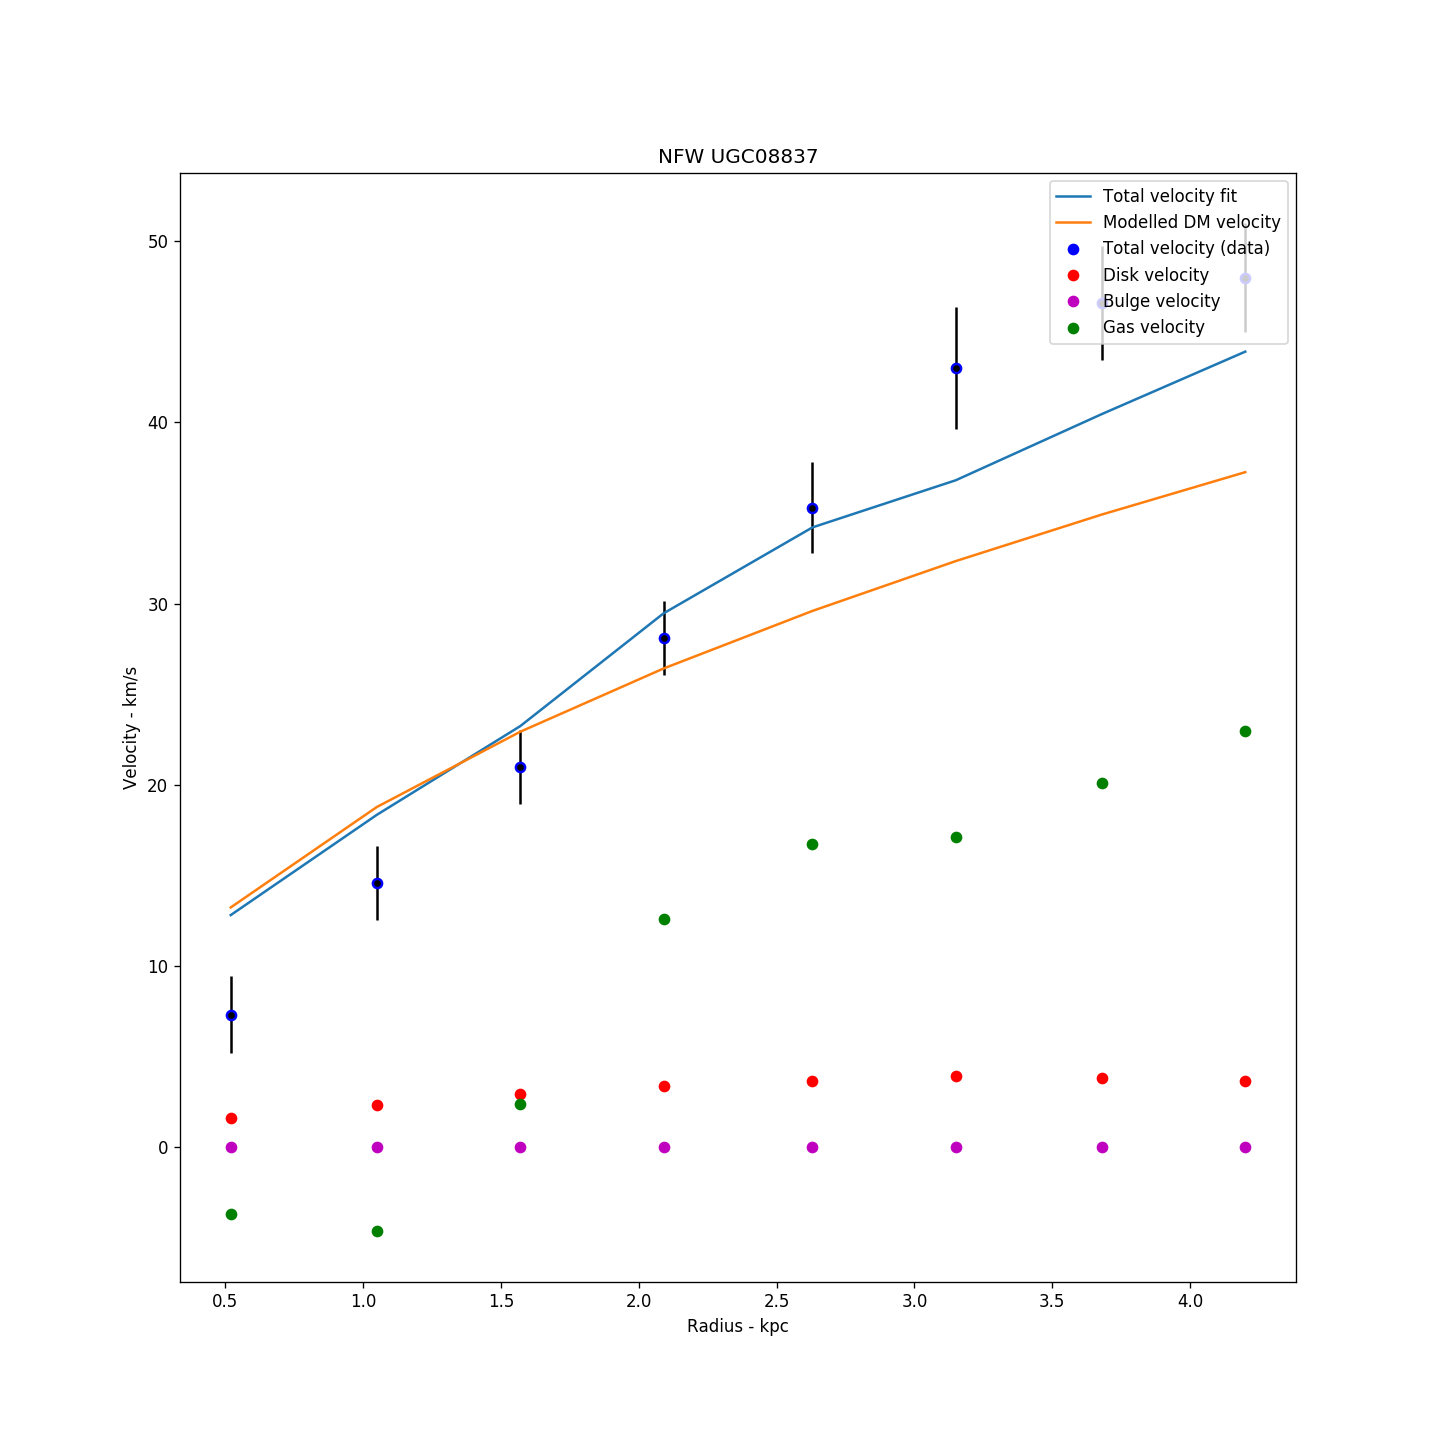 NFW UGC08837
Total velocity fit
Modelled DM velocity
Total velocity (data)
Disk velocity
Bulge velocity
Gas velocity
50
40
30
20
10
0
Velocity - km/s
0.5 1.0 1.5 2.0 2.5 3.0 3.5 4.0
Radius - kpc